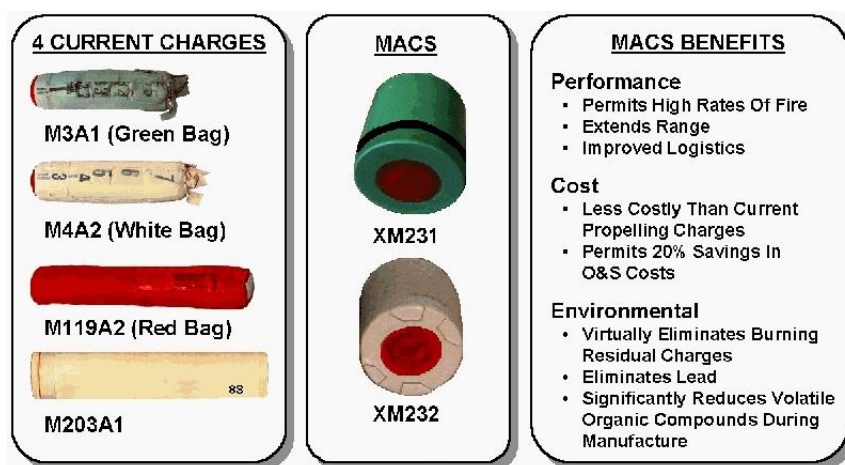 4 CURRENT CHARGES
M3A1 (Green Bag)
M4A2 (White Bag)
M119A2 (Red Bag)
88
M203A1
MACS
XM231
XM232
MACS BENEFITS
Performance
• Permits High Rates Of Fire
• Extends Range
• Improved Logistics
Cost
• Less Costly Than Current
Propelling Charges
• Permits 20% Savings In
O&S Costs
Environmental
• Virtually Eliminates Burning
Residual Charges
• Eliminates Lead
• Significantly Reduces Volatile
Organic Compounds During
Manufacture